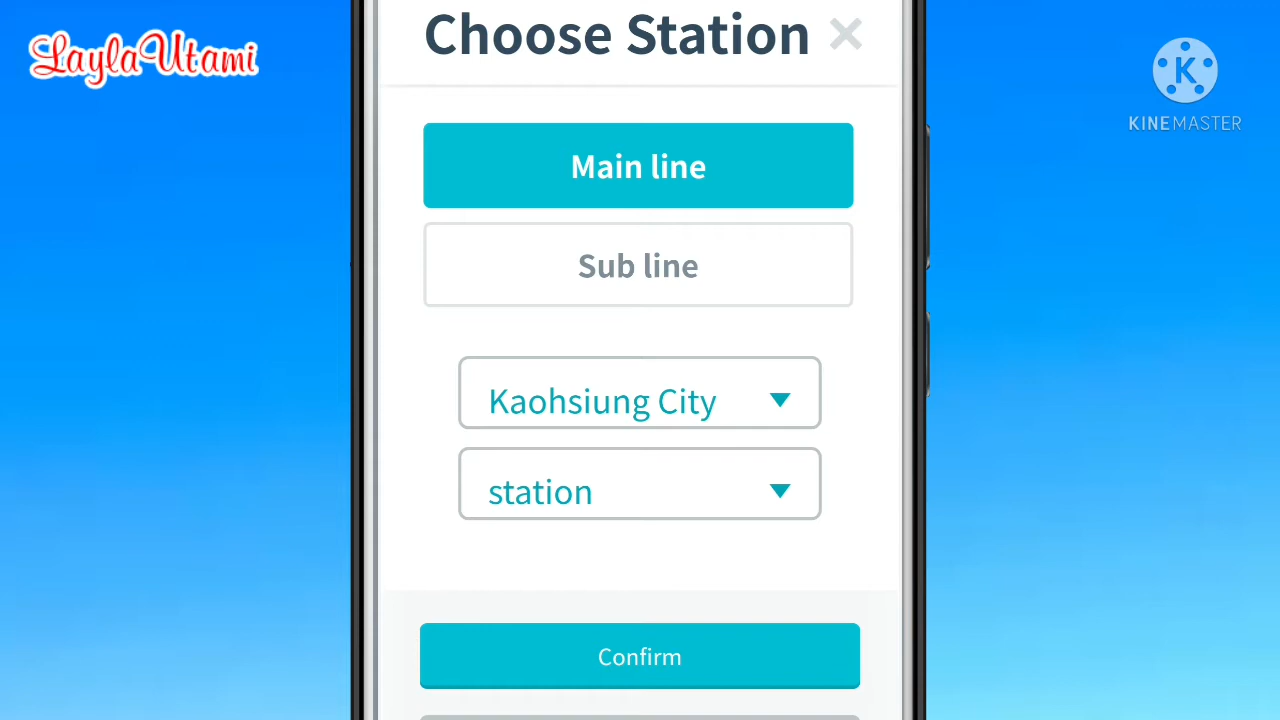 Choose Station
LaylaUtami
K
KINEMASTER
Main line
Sub line
Kaohsiung City
station
Confirm